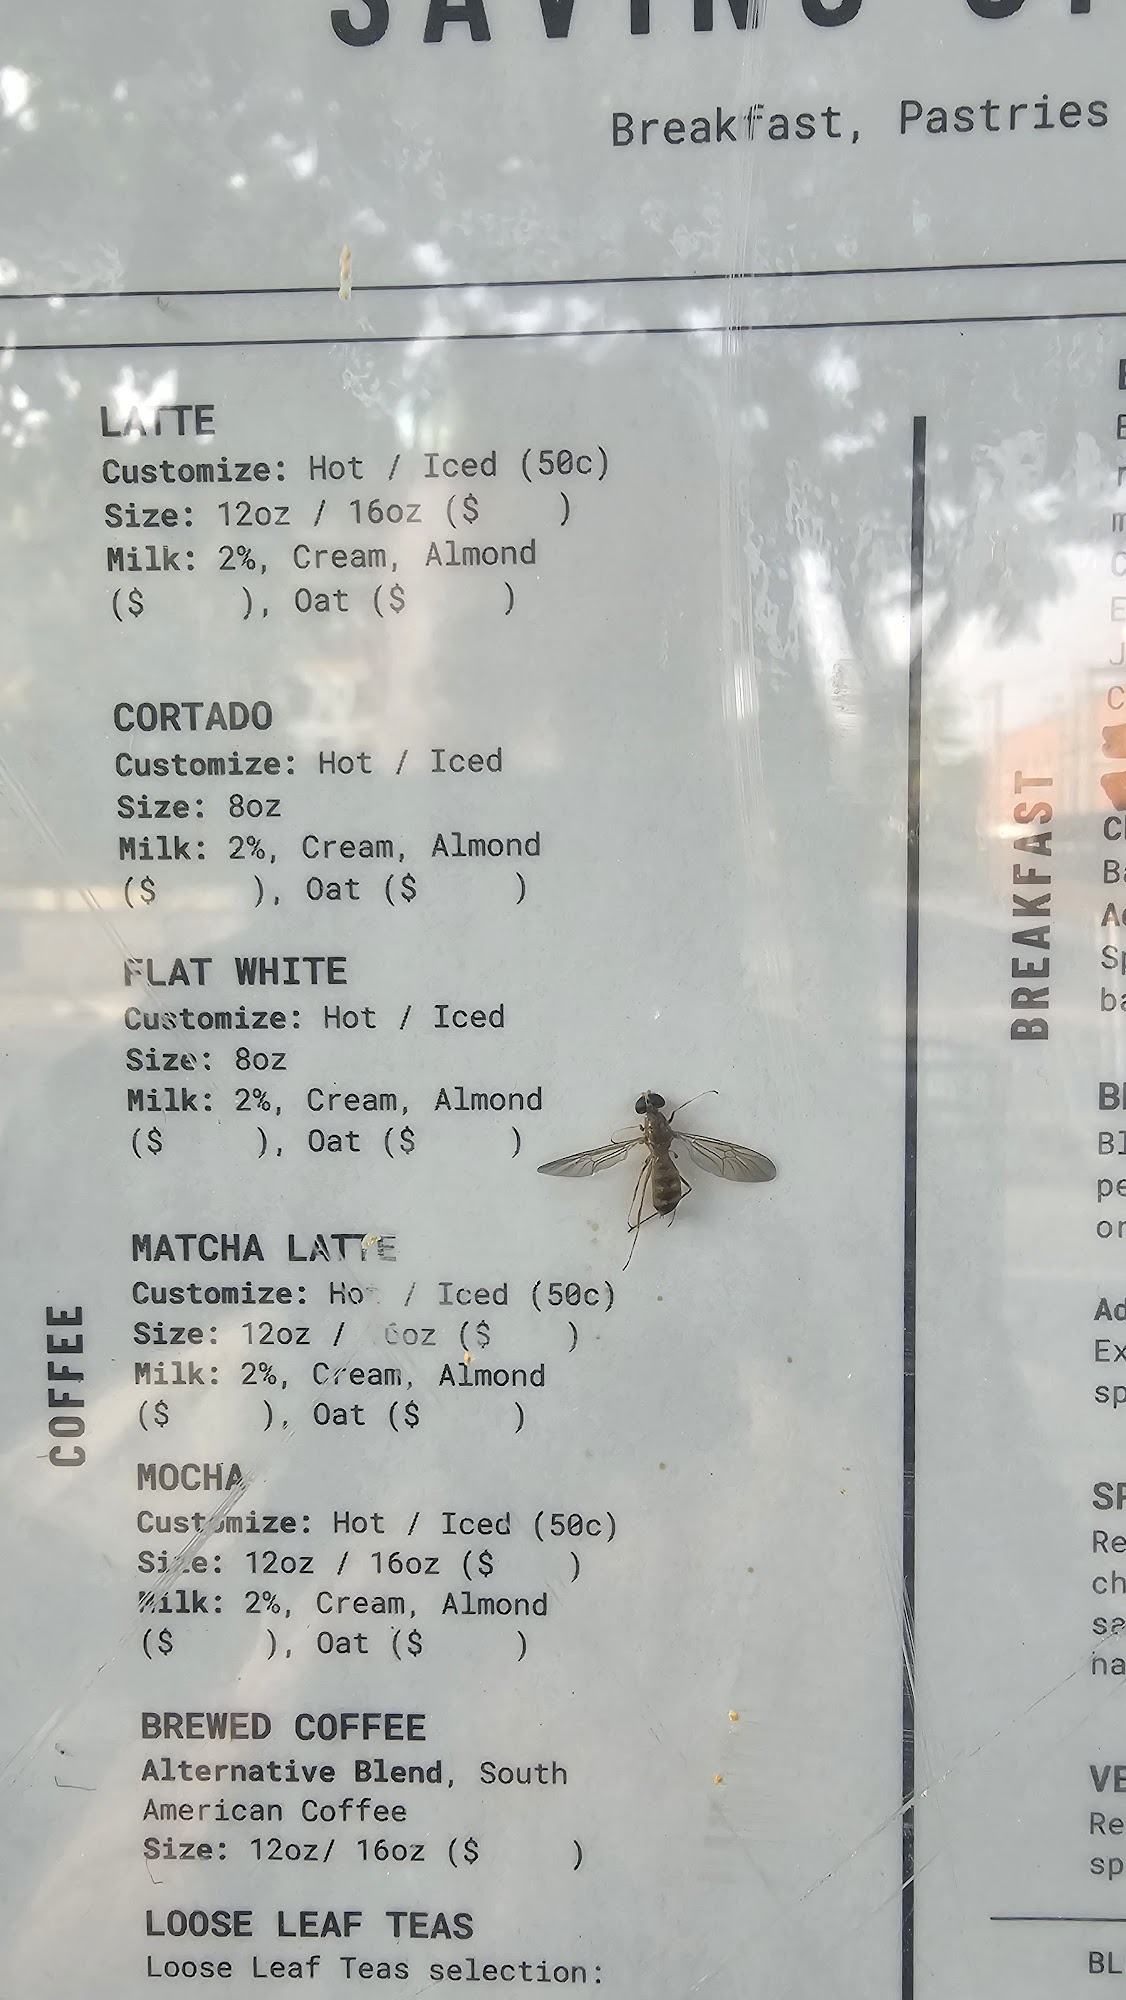 SAVING
Breakfast, Pastries
LATTE
Customize: Hot / Iced (50c)
Size: 12oz / 16oz ($ )
Milk: 2%, Cream, Almond
($ ), Oat ($ )
CORTADO
Customize: Hot / Iced
Size: 8oz
Milk: 2%, Cream, Almond
($ ), Oat ($ )
FLAT WHITE
Customize: Hot / Iced
Size: 8oz
Milk: 2%, Cream, Almond
($ ), Oat ($ )
COFFEE
MATCHA LATTE
Customize: Hot / Iced (50c)
Size: 12oz / 6oz ($ )
Milk: 2%, Cream, Almond
($ ), Oat ($ )
MOCHA
Customize: Hot / Iced (50c)
Size: 12oz / 16oz ($ )
Milk: 2%, Cream, Almond
($ ), Oat ($ )
BREWED COFFEE
Alternative Blend, South
American Coffee
Size: 12oz/ 16oz ($ )
LOOSE LEAF TEAS
Loose Leaf Teas selection:
BREAKFAST